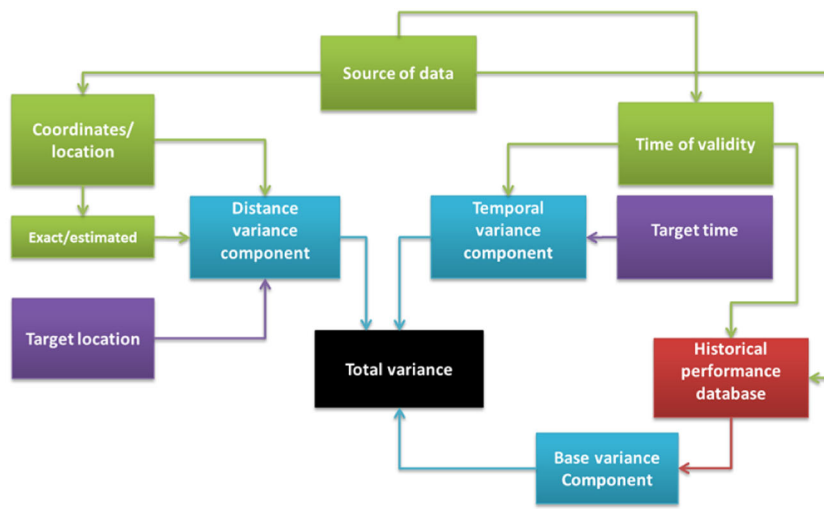 Source of data
Coordinates/
location
Time of validity
Exact/estimated
Distance
variance
component
Temporal
variance
component
Target time
Target location
Total variance
Historical
performance
database
Base variance
Component